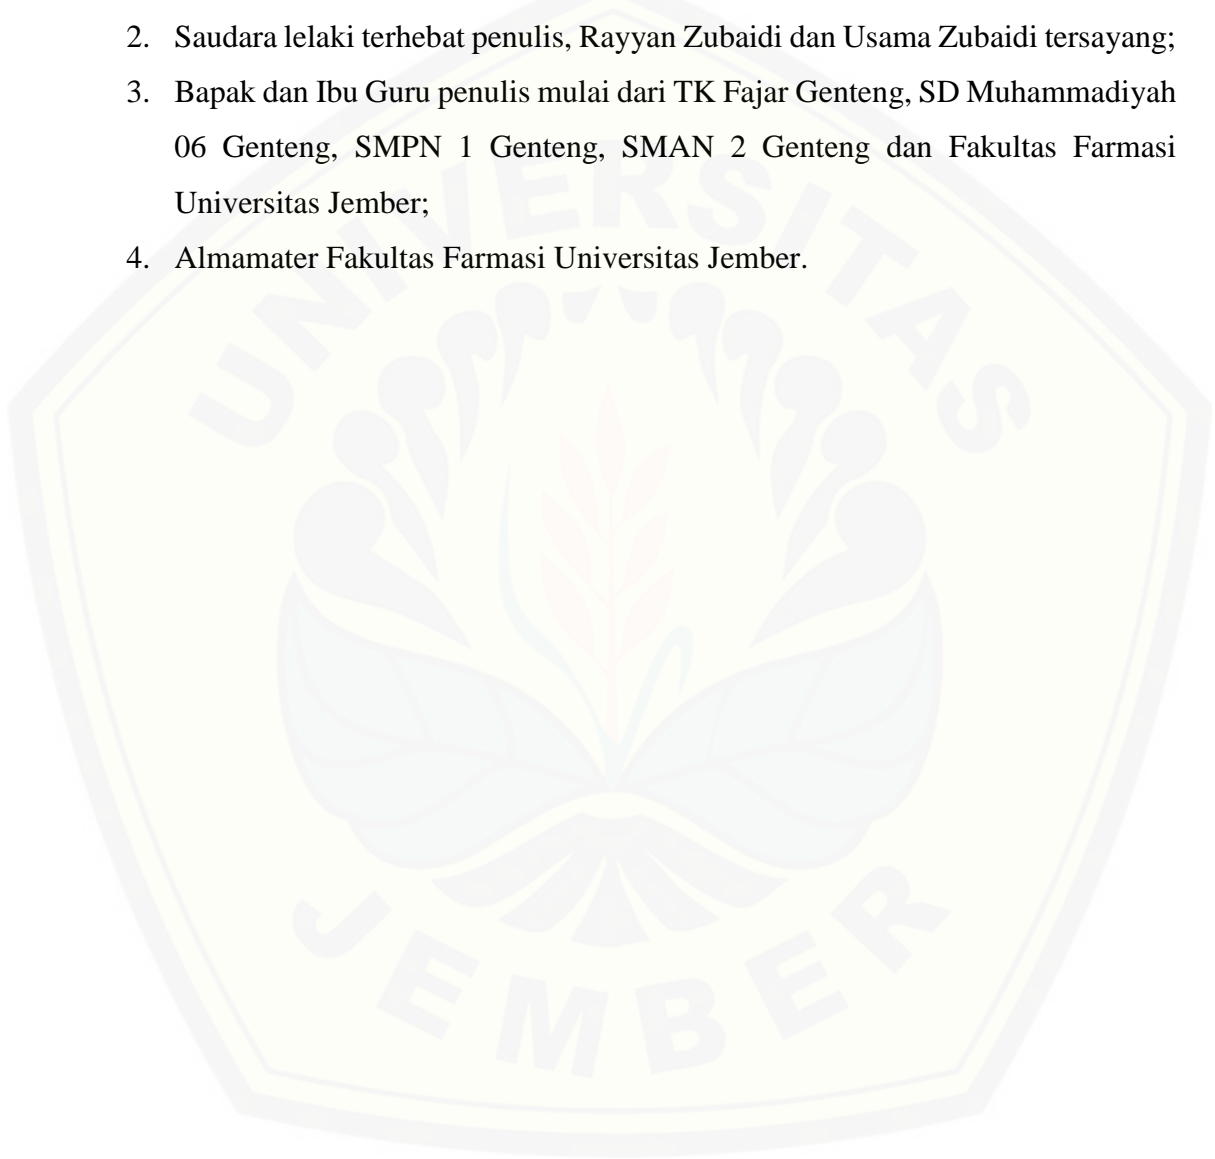 2. Saudara lelaki terhebat penulis, Rayyan Zubaidi dan Usama Zubaidi tersayang;
3. Bapak dan Ibu Guru penulis mulai dari TK Fajar Genteng, SD Muhammadiyah
06 Genteng, SMPN 1 Genteng, SMAN 2 Genteng dan Fakultas Farmasi
Universitas Jember;
4. Almamater Fakultas Farmasi Universitas Jember.
UNIVERSITAS
JEMBER